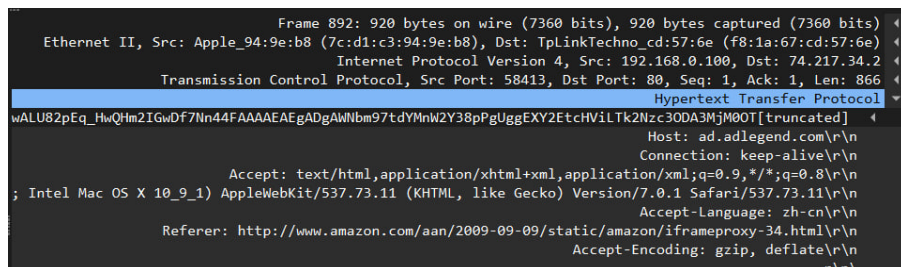 Frame 892: 920 bytes on wire (7360 bits), 920 bytes captured (7360 bits)
Ethernet II, Src: Apple_94:9e:b8 (7c:d1:c3:94:9e:b8), Dst: TpLinkTechno_cd:57:6e (f8:1a:67:cd:57:6e)
Internet Protocol Version 4, Src: 192.168.0.100, Dst: 74.217.34.2
Transmission Control Protocol, Src Port: 58413, Dst Port: 80, Seq: 1, Ack: 1, Len: 866
Hypertext Transfer Protocol
wALU82pEq_HwQHm2IGwDf7Nn44FAAAAEAEgADgAWNbm97tdYMnW2Y38pPgUggEXY2EtcHViLTk2Nzc3ODA3MjM0OT[truncated]
Host: ad.adlegend.com\r\n
Connection: keep-alive\r\n
Accept: text/html,application/xhtml+xml,application/xml;q=0.9,*/*;q=0.8\r\n
; Intel Mac OS X 10_9_1) AppleWebKit/537.73.11 (KHTML, like Gecko) Version/7.0.1 Safari/537.73.11\r\n
Accept-Language: zh-cn\r\n
Referer: http://www.amazon.com/aan/2009-09-09/static/amazon/iframeproxy-34.html\r\n
Accept-Encoding: gzip, deflate\r\n